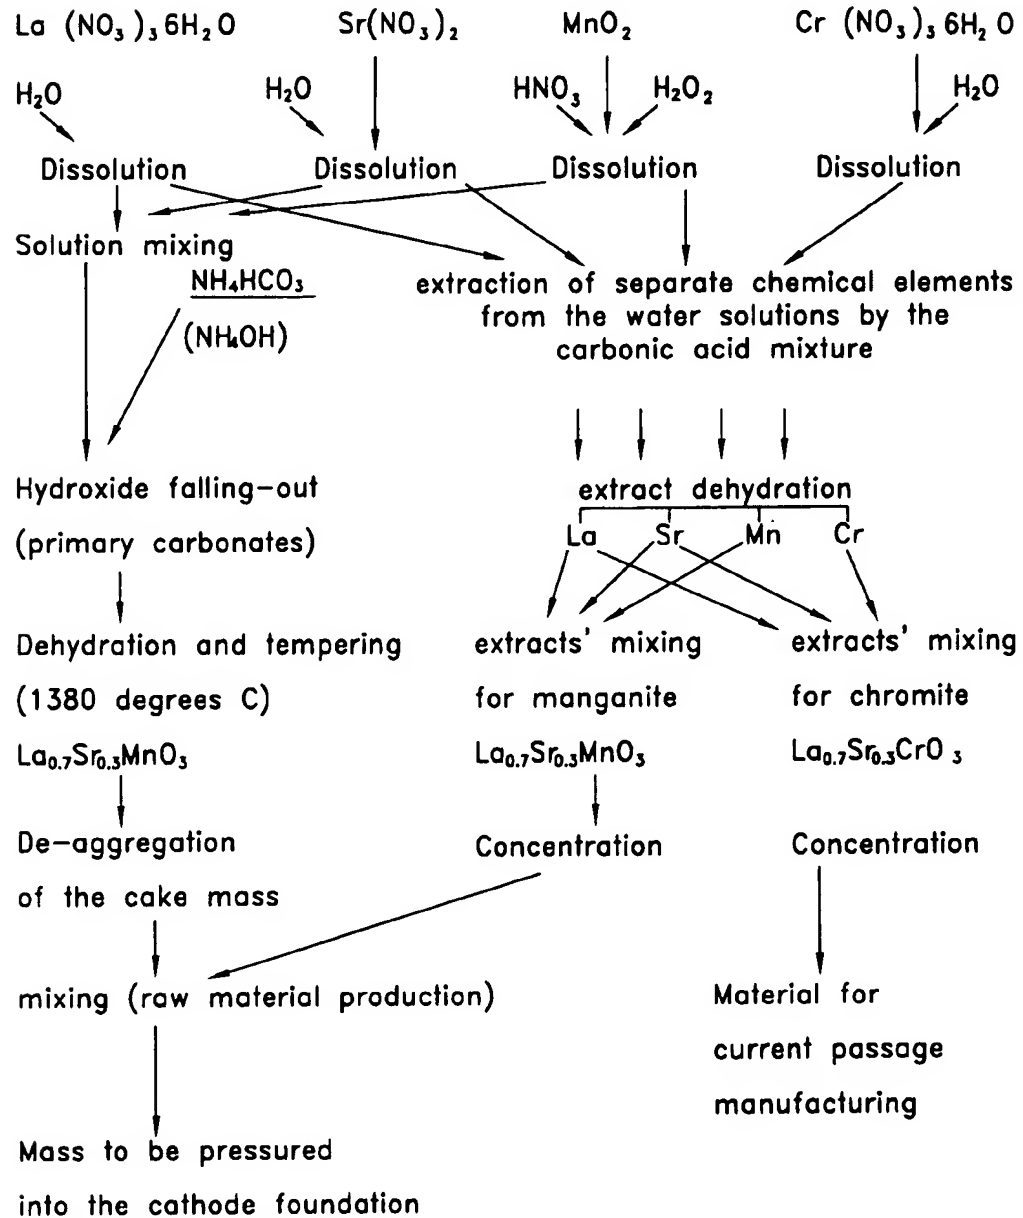 La (NO₃)₃6H₂O Sr(NO₃)₂ MnO₂ Cr (NO₃)₃6H₂O
H₂O H₂O HNO₃ H₂O₂ H₂O
Dissolution Dissolution Dissolution Dissolution
Solution mixing
NH₄HCO₃
(NH₄OH)
extraction of separate chemical elements
from the water solutions by the
carbonic acid mixture
Hydroxide falling-out
(primary carbonates)
extract dehydration
La Sr Mn Cr
Dehydration and tempering
(1380 degrees C)
La₀.₇Sr₀.₃MnO₃
extracts' mixing
for manganite
La₀.₇Sr₀.₃MnO₃
extracts' mixing
for chromite
La₀.₇Sr₀.₃CrO₃
De-aggregation
of the cake mass
Concentration
Concentration
mixing (raw material production)
Material for
current passage
manufacturing
Mass to be pressured
into the cathode foundation